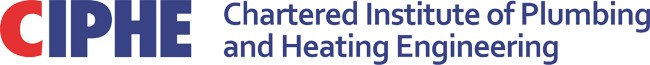 CIPHE
Chartered Institute of Plumbing
and Heating Engineering